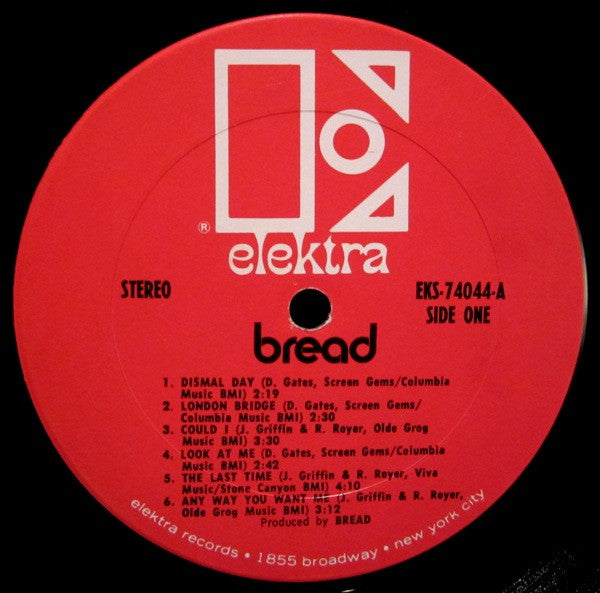 ®
elektra
STEREO
EKS-74044-A
SIDE ONE
bread
1. DISMAL DAY (D. Gates, Screen Gems/Columbia
Music BMI) 2:19
2. LONDON BRIDGE (D. Gates, Screen Gems/
Columbia Music BMI) 2:30
3. COULD I (J. Griffin & R. Royer, Olde Grog
Music BMI) 3:30
4. LOOK AT ME (D. Gates, Screen Gems/Columbia
Music BMI) 2:42
5. THE LAST TIME (J. Griffin & R. Royer, Viva
Music/Stone Canyon BMI) 4:10
6. ANY WAY YOU WANT ME (J. Griffin & R. Royer,
Olde Grog Music BMI) 3:12
Produced by BREAD
elektra records • 1855 broadway • new york city